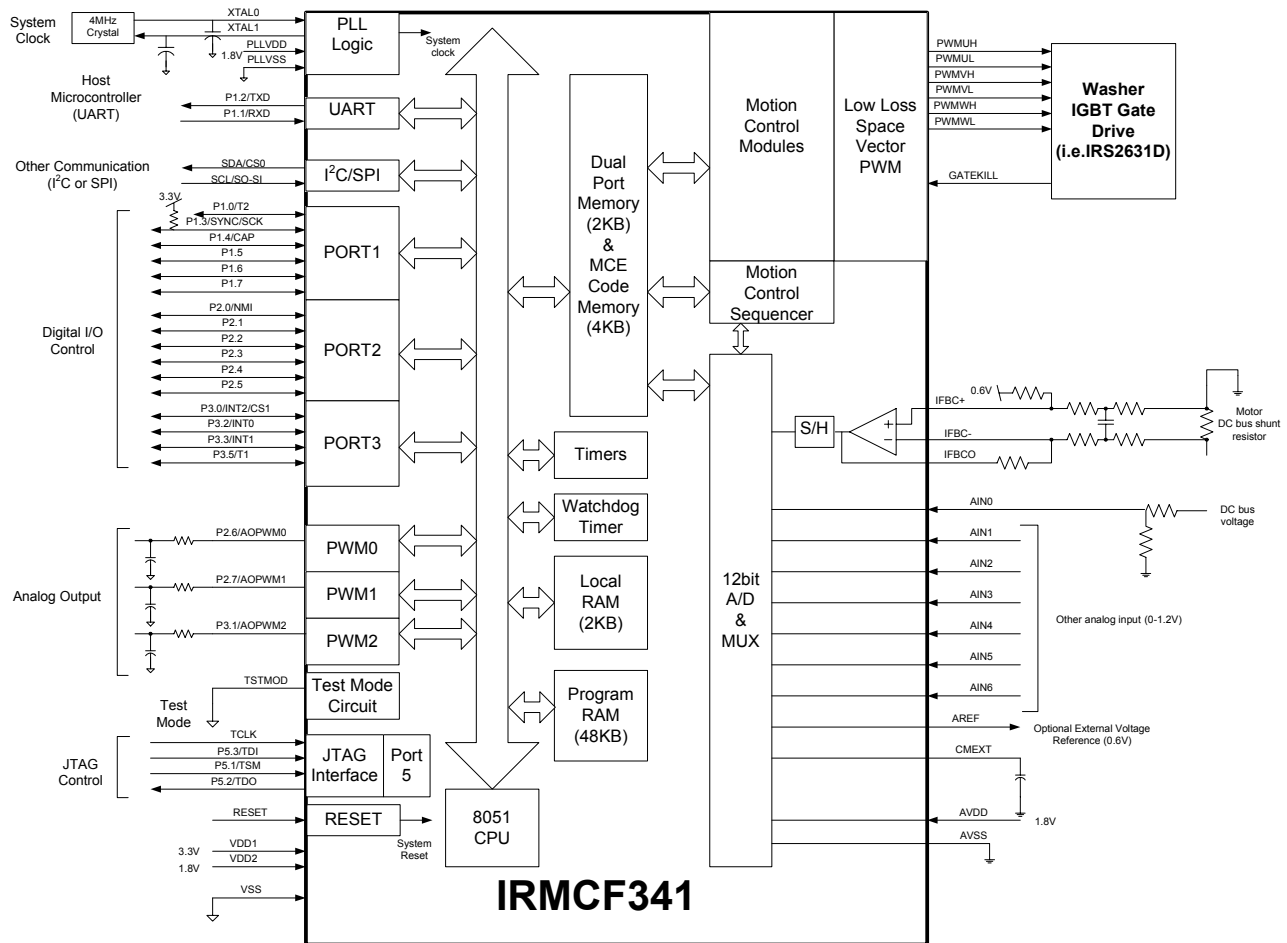 System
Clock
4MHz
Crystal
XTAL0
XTAL1
PLLVDD
1.8V
PLLVSS
PLL
Logic
System
clock
Host
Microcontroller
(UART)
P1.2/TXD
P1.1/RXD
UART
Other Communication
(I²C or SPI)
SDA/CS0
SCL/SO-SI
I²C/SPI
3.3V
P1.0/T2
P1.3/SYNC/SCK
P1.4/CAP
P1.5
P1.6
P1.7
PORT1
Digital I/O
Control
P2.0/NMI
P2.1
P2.2
P2.3
P2.4
P2.5
PORT2
P3.0/INT2/CS1
P3.2/INT0
P3.3/INT1
P3.5/T1
PORT3
Analog Output
P2.6/AOPWM0
P2.7/AOPWM1
P3.1/AOPWM2
PWM0
PWM1
PWM2
TSTMOD
Test
Mode
Test Mode
Circuit
JTAG
Control
TCLK
P5.3/TDI
P5.1/TSM
P5.2/TDO
JTAG
Interface
Port
5
RESET
RESET
System
Reset
3.3V
VDD1
1.8V
VDD2
VSS
8051
CPU
Dual
Port
Memory
(2KB)
&
MCE
Code
Memory
(4KB)
Timers
Watchdog
Timer
Local
RAM
(2KB)
Program
RAM
(48KB)
Motion
Control
Modules
Low Loss
Space
Vector
PWM
Motion
Control
Sequencer
12bit
A/D
&
MUX
S/H
+
−
PWMUH
PWMUL
PWMVH
PWMVL
PWMWH
PWMWL
GATEKILL
Washer
IGBT Gate
Drive
(i.e.IRS2631D)
0.6V
IFBC+
IFBC-
IFBCO
Motor
DC bus shunt
resistor
AIN0
DC bus
voltage
AIN1
AIN2
AIN3
AIN4
AIN5
AIN6
Other analog input (0-1.2V)
AREF
Optional External Voltage
Reference (0.6V)
CMEXT
AVDD
1.8V
AVSS
IRMCF341